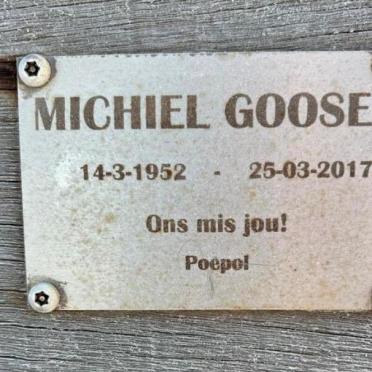 MICHIEL GOOSE
14-3-1952 - 25-03-2017
Ons mis jou!
Poepol